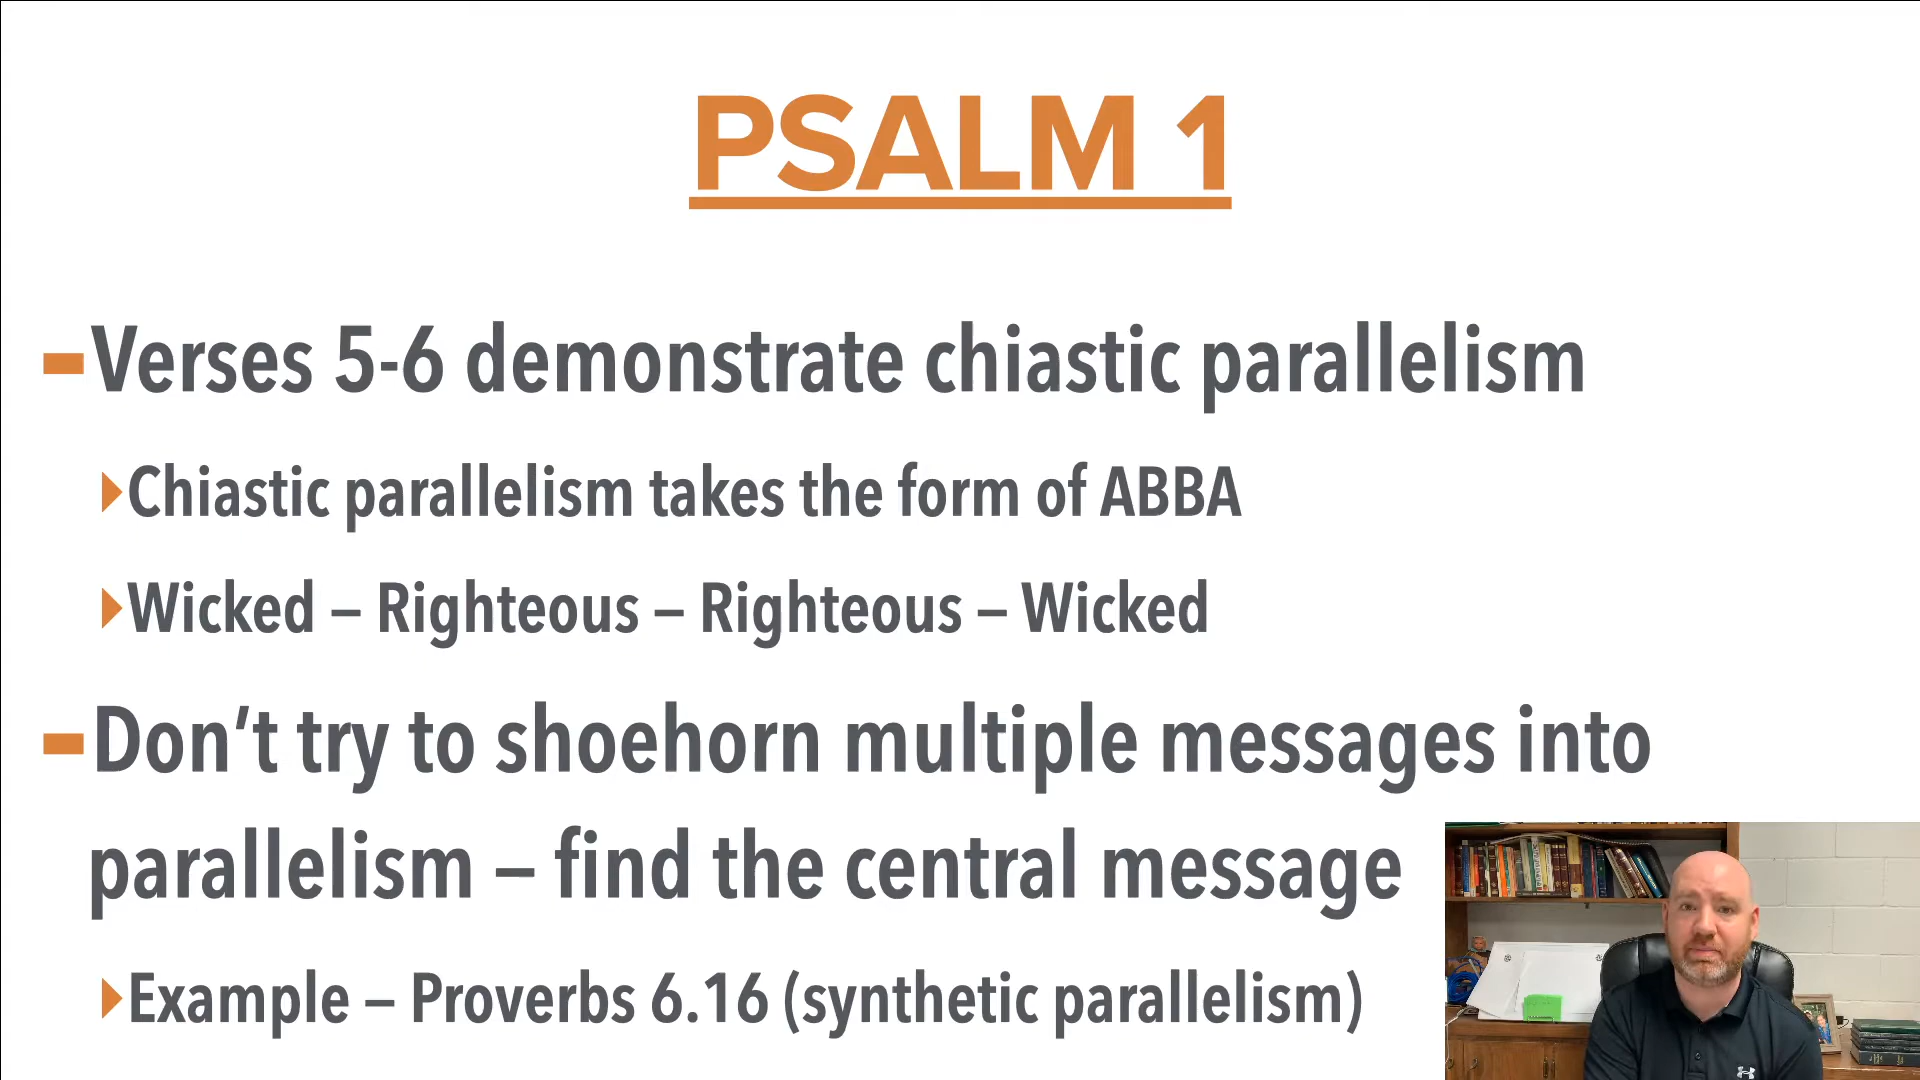 PSALM 1
-Verses 5-6 demonstrate chiastic parallelism
Chiastic parallelism takes the form of ABBA
Wicked – Righteous – Righteous – Wicked
-Don’t try to shoehorn multiple messages into
parallelism – find the central message
Example – Proverbs 6.16 (synthetic parallelism)